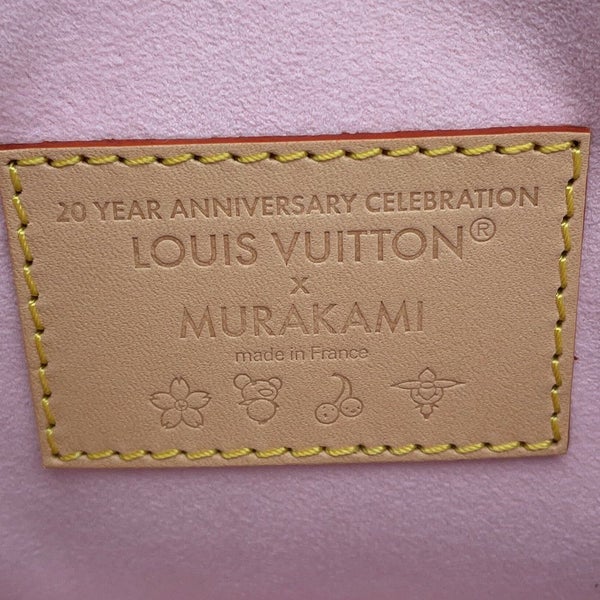 20 YEAR ANNIVERSARY CELEBRATION
LOUIS VUITTON®
x
MURAKAMI
made in France